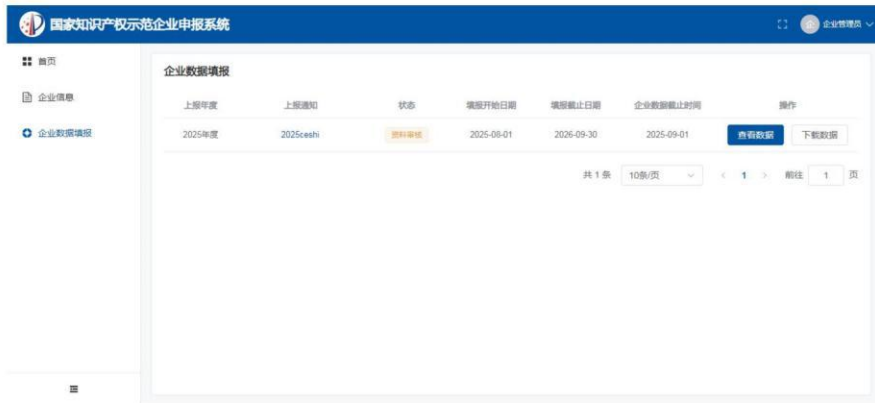 国家知识产权示范企业申报系统
企业管理员
首页
企业信息
企业数据填报
企业数据填报
上报年度 上报通知 状态 填报开始日期 填报截止日期 企业数据截止时间 操作
2025年度 2025ceshi 资料审核 2025-08-01 2026-09-30 2025-09-01 查看数据 下载数据
共 1 条 10条/页 < 1 > 前往 1 页